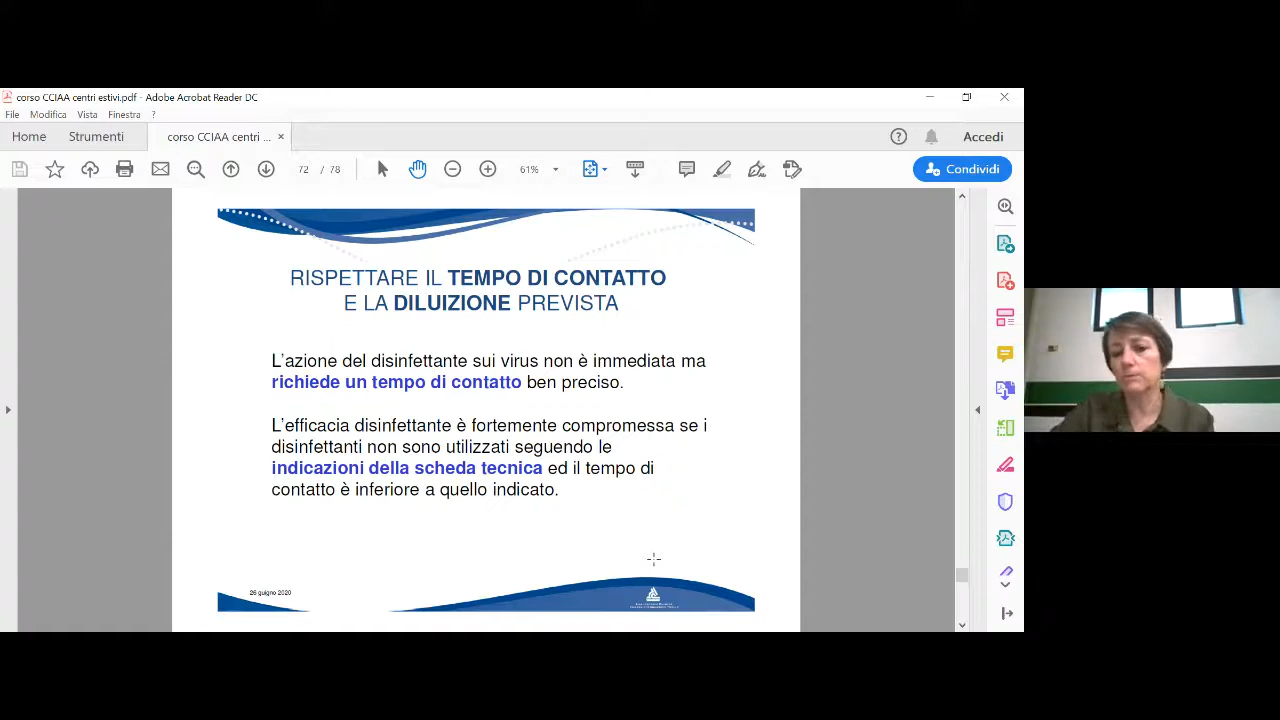 corso CCIAA centri estivi.pdf - Adobe Acrobat Reader DC
File Modifica Vista Finestra ?
Home Strumenti corso CCIAA centri ... × Accedi
72 / 78 61% Condividi
RISPETTARE IL TEMPO DI CONTATTO
E LA DILUIZIONE PREVISTA
L'azione del disinfettante sui virus non è immediata ma
richiede un tempo di contatto ben preciso.
L'efficacia disinfettante è fortemente compromessa se i
disinfettanti non sono utilizzati seguendo le
indicazioni della scheda tecnica ed il tempo di
contatto è inferiore a quello indicato.
26 guigno 2020